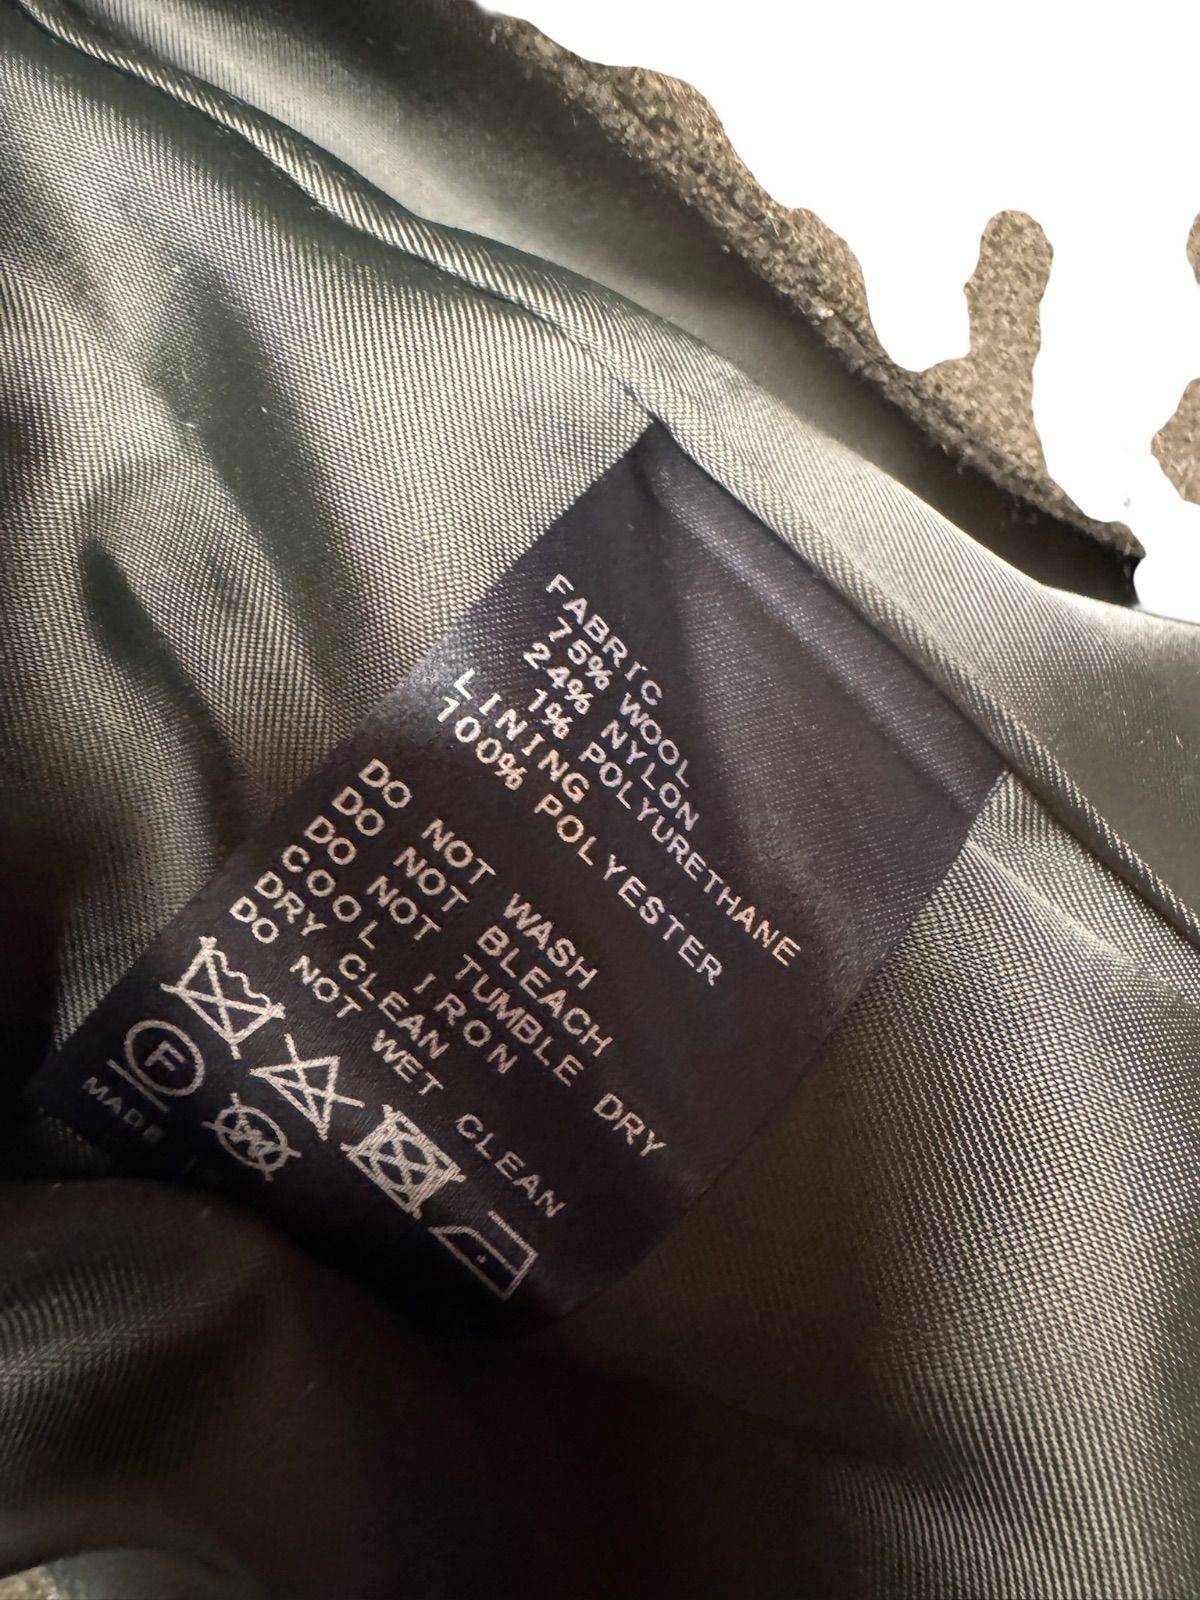 FABRIC
75% WOOL
24% NYLON
1% POLYURETHANE
LINING
100% POLYESTER
DO NOT WASH
DO NOT BLEACH
DO NOT TUMBLE DRY
COOL IRON
DRY CLEAN
DO NOT WET CLEAN
F
W
MADE